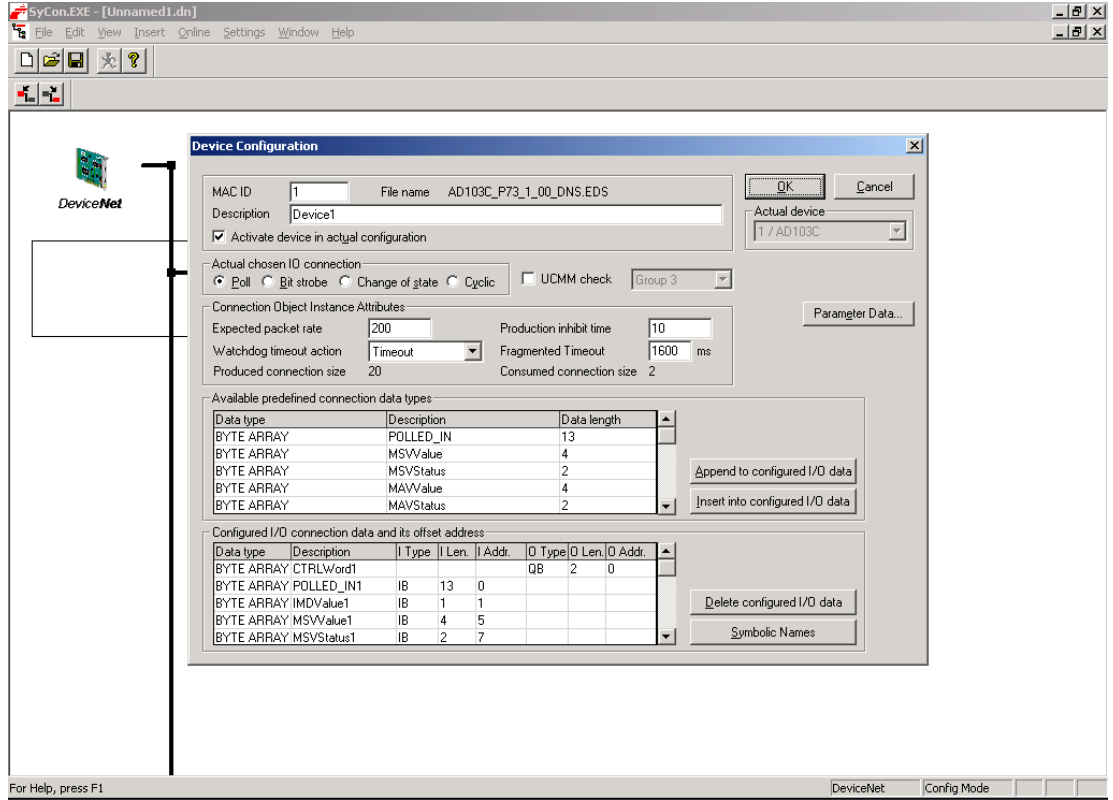 SyCon.EXE - [Unnamed1.dn]
File Edit View Insert Online Settings Window Help
DeviceNet
Device Configuration
MAC ID 1 File name AD103C_P73_1_00_DNS.EDS
Description Device1
Activate device in actual configuration
OK Cancel
Actual device
1 / AD103C
Actual chosen IO connection
Poll Bit strobe Change of state Cyclic
UCMM check Group 3
Parameter Data...
Connection Object Instance Attributes
Expected packet rate 200 Production inhibit time 10
Watchdog timeout action Timeout Fragmented Timeout 1600 ms
Produced connection size 20 Consumed connection size 2
Available predefined connection data types
Data type Description Data length
BYTE ARRAY POLLED_IN 13
BYTE ARRAY MSVValue 4
BYTE ARRAY MSVStatus 2
BYTE ARRAY MAVValue 4
BYTE ARRAY MAVStatus 2
Append to configured I/O data
Insert into configured I/O data
Configured I/O connection data and its offset address
Data type Description I Type I Len. I Addr. O Type O Len. O Addr.
BYTE ARRAY CTRLWord1 QB 2 0
BYTE ARRAY POLLED_IN1 IB 13 0
BYTE ARRAY IMDValue1 IB 1 1
BYTE ARRAY MSVValue1 IB 4 5
BYTE ARRAY MSVStatus1 IB 2 7
Delete configured I/O data
Symbolic Names
For Help, press F1
DeviceNet Config Mode